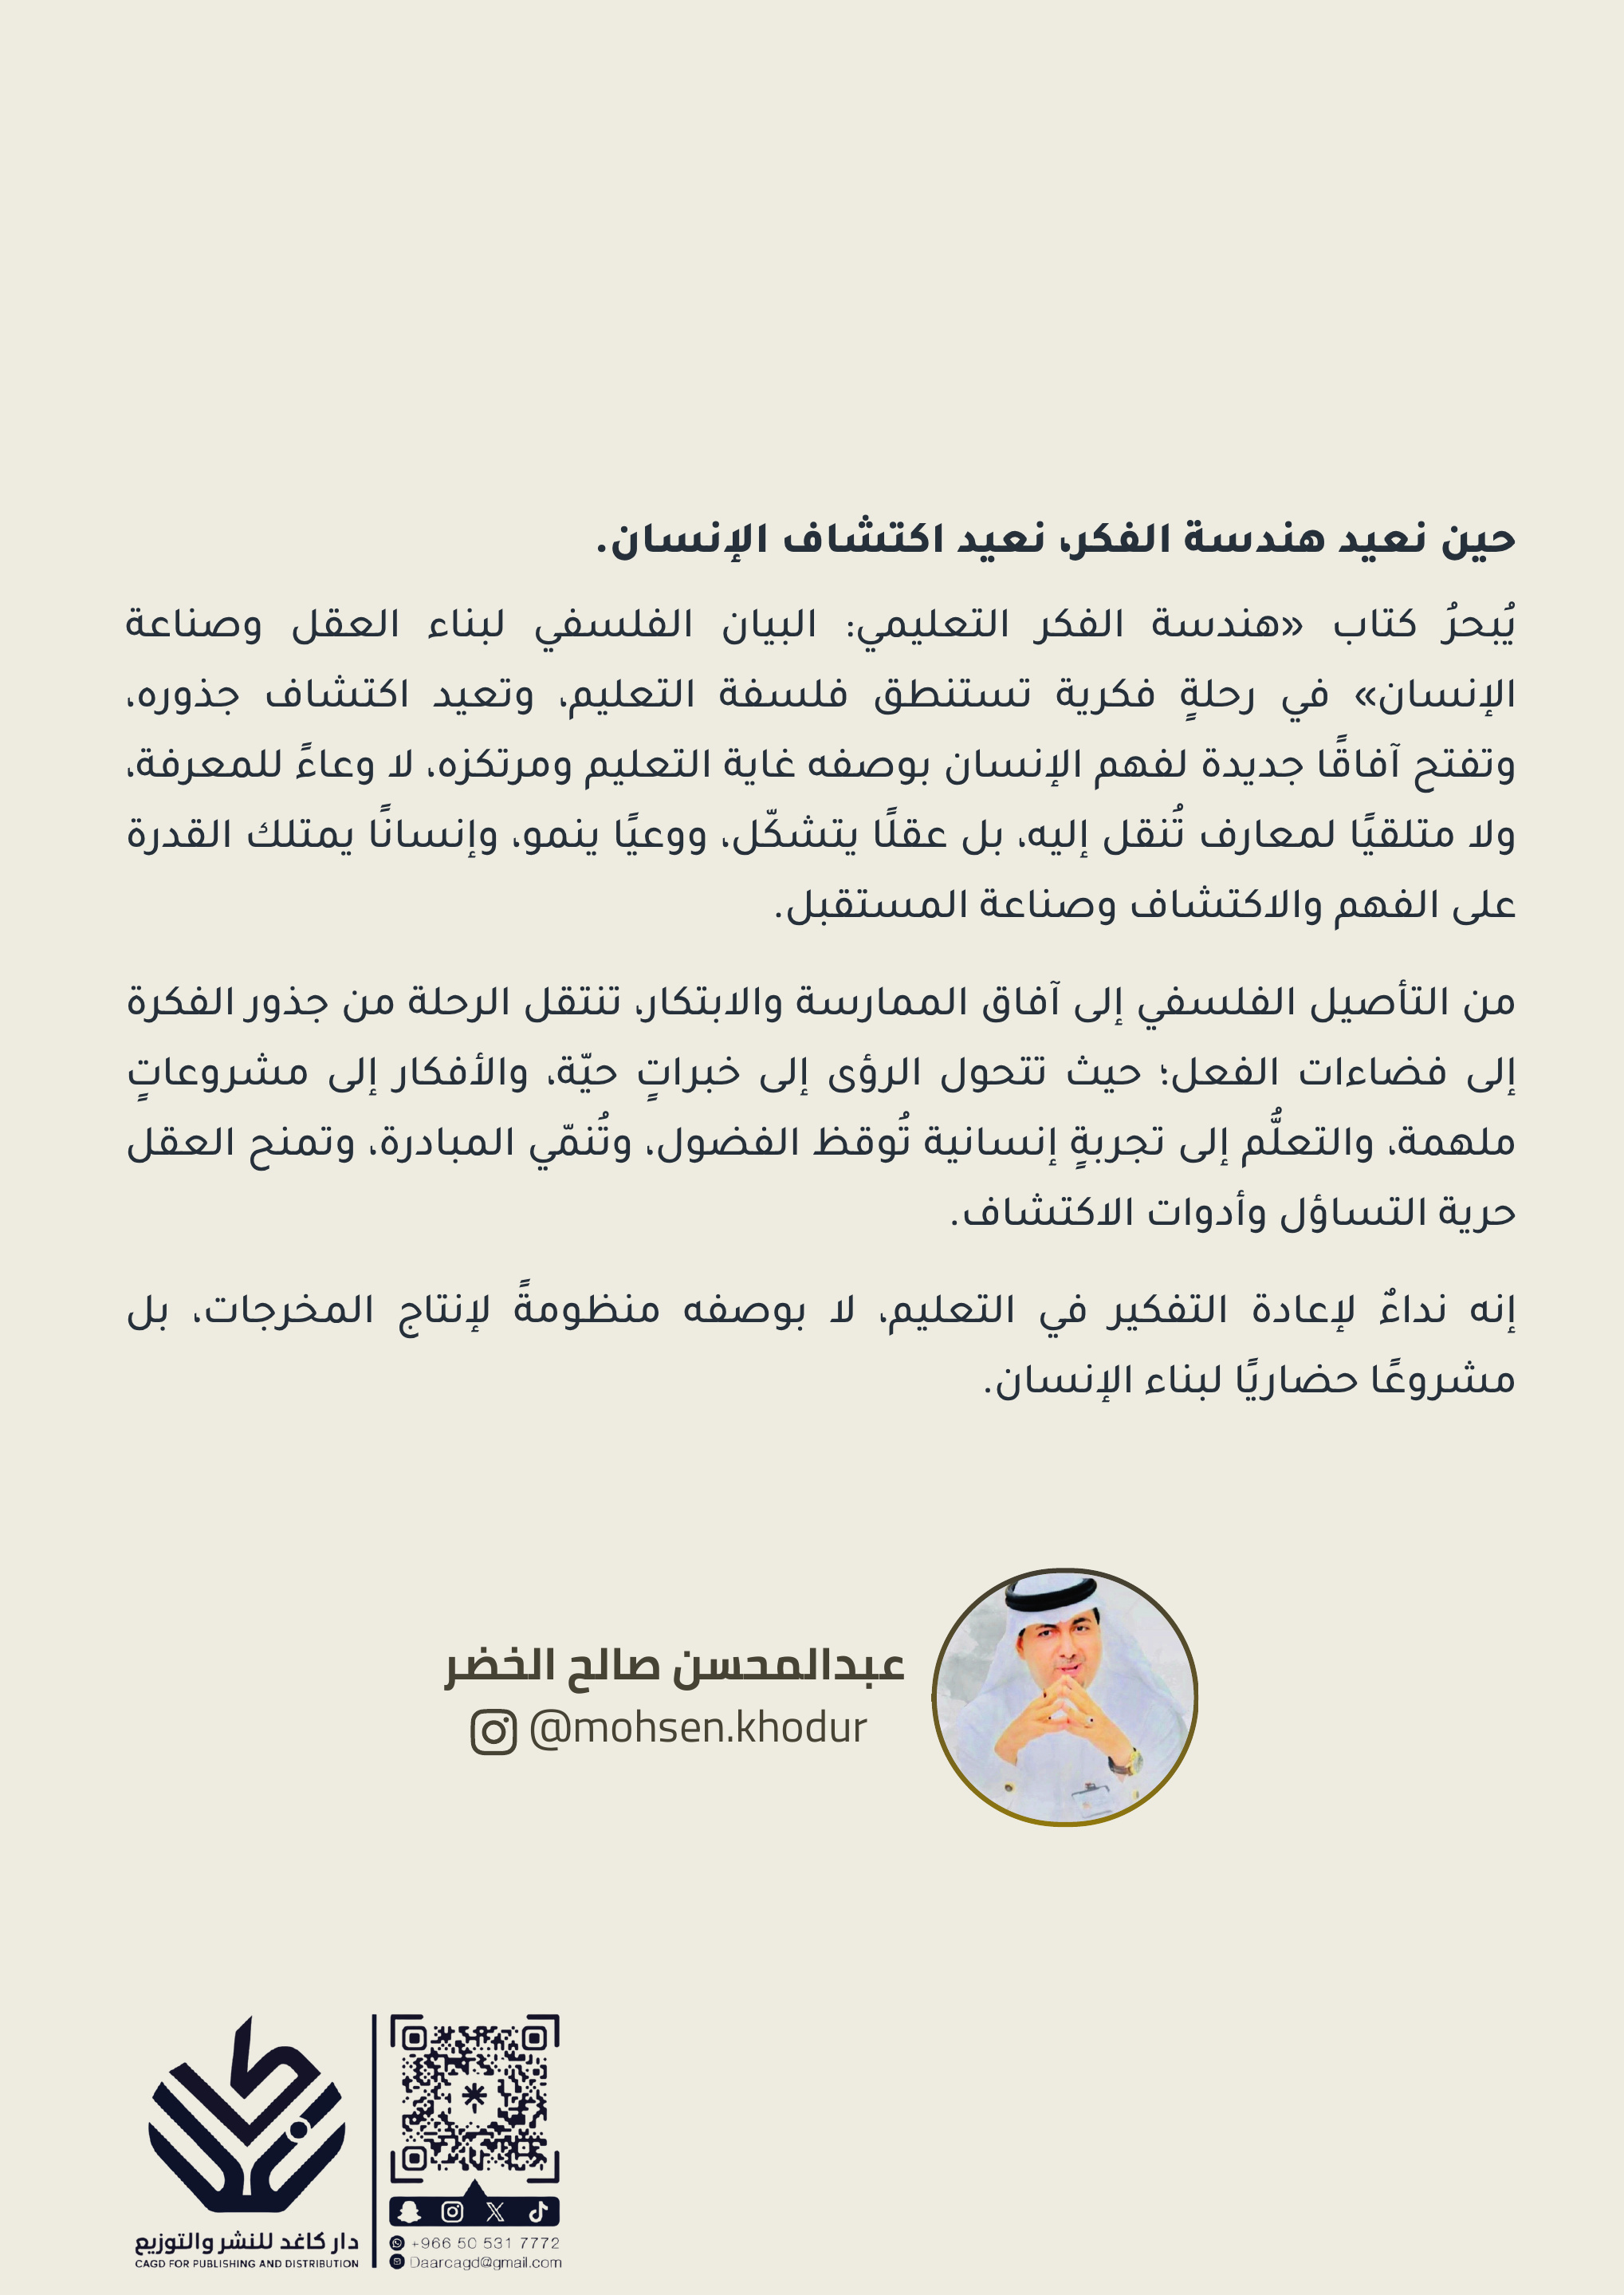 حين نعيد هندسة الفكر، نعيد اكتشاف الإنسان.
يُبحرُ كتاب «هندسة الفكر التعليمي: البيان الفلسفي لبناء العقل وصناعة
الإنسان» في رحلةٍ فكرية تستنطق فلسفة التعليم، وتعيد اكتشاف جذوره،
وتفتح آفاقًا جديدة لفهم الإنسان بوصفه غاية التعليم ومرتكزه، لا وعاءً للمعرفة،
ولا متلقيًا لمعارف تُنقل إليه، بل عقلًا يتشكّل، ووعيًا ينمو، وإنسانًا يمتلك القدرة
على الفهم والاكتشاف وصناعة المستقبل.
من التأصيل الفلسفي إلى آفاق الممارسة والابتكار، تنتقل الرحلة من جذور الفكرة
إلى فضاءات الفعل؛ حيث تتحول الرؤى إلى خبراتٍ حيّة، والأفكار إلى مشروعاتٍ
ملهمة، والتعلُّم إلى تجربةٍ إنسانية تُوقظ الفضول، وتُنمّي المبادرة، وتمنح العقل
حرية التساؤل وأدوات الاكتشاف.
إنه نداءٌ لإعادة التفكير في التعليم، لا بوصفه منظومةً لإنتاج المخرجات، بل
مشروعًا حضاريًا لبناء الإنسان.
عبدالمحسن صالح الخضر
@mohsen.khodur
دار كاغد للنشر والتوزيع
CAGD FOR PUBLISHING AND DISTRIBUTION
+966 50 531 7772
Daarcagd@gmail.com